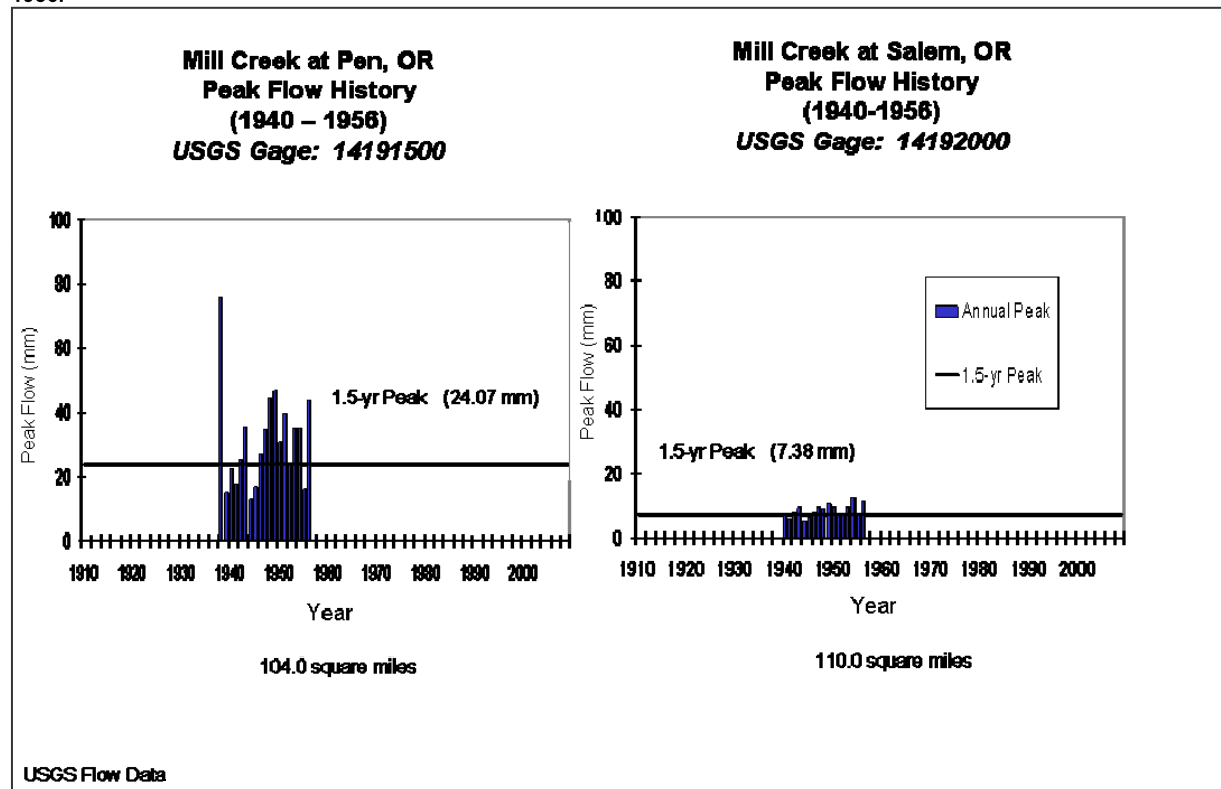 Mill Creek at Pen, OR
Peak Flow History
(1940 – 1956)
USGS Gage: 14191500
100
80
60
40
20
0
Peak Flow (mm)
1.5-yr Peak (24.07 mm)
1910 1920 1930 1940 1950 1960 1970 1980 1990 2000
Year
104.0 square miles
Mill Creek at Salem, OR
Peak Flow History
(1940-1956)
USGS Gage: 14192000
100
80
60
40
20
0
Peak Flow (mm)
Annual Peak
1.5-yr Peak
1.5-yr Peak (7.38 mm)
1910 1920 1930 1940 1950 1960 1970 1980 1990 2000
Year
110.0 square miles
USGS Flow Data